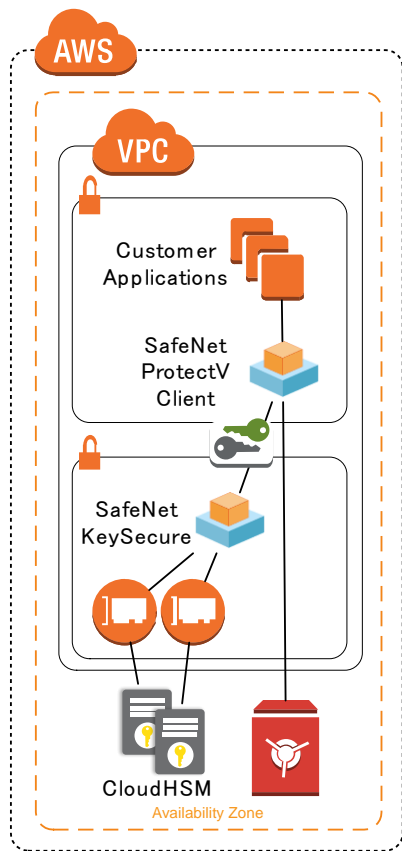 AWS
VPC
Customer
Applications
SafeNet
ProtectV
Client
SafeNet
KeySecure
CloudHSM
Availability Zone